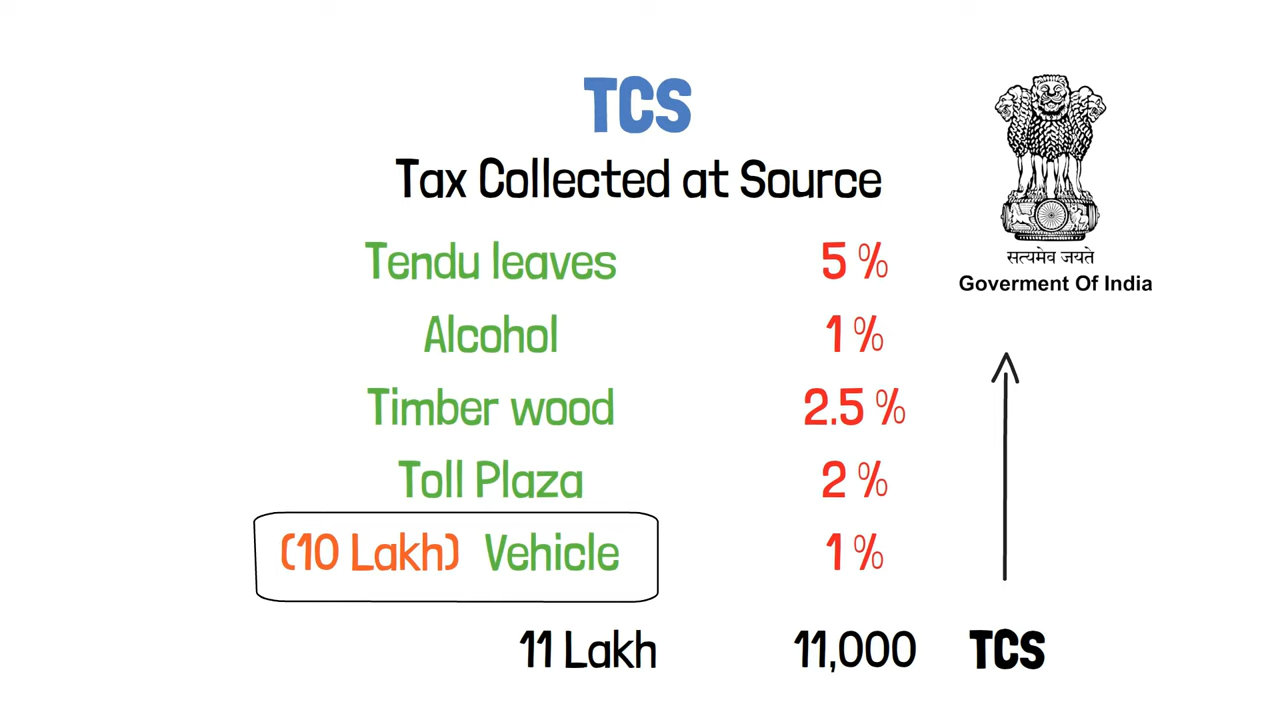 TCS
Tax Collected at Source
सत्यमेव जयते
Goverment Of India
Tendu leaves 5 %
Alcohol 1 %
Timber wood 2.5 %
Toll Plaza 2 %
(10 Lakh) Vehicle 1 %
11 Lakh 11,000 TCS